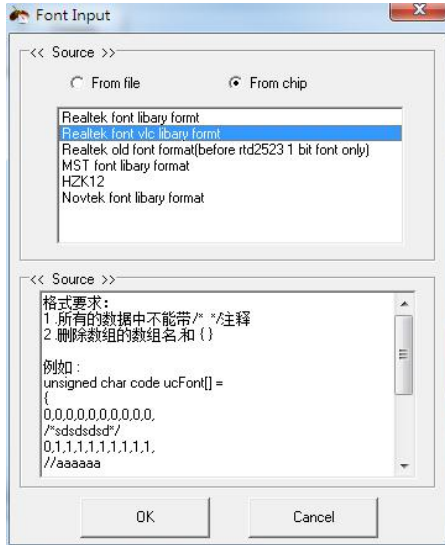 Font Input
<< Source >>
From file
From chip
Realtek font libary formt
Realtek font vlc libary formt
Realtek old font format(before rtd2523 1 bit font only)
MST font libary format
HZK12
Novtek font libary format
<< Source >>
格式要求：
1 .所有的数据中不能带/* */注释
2 .删除数组的数组名,和 { }
例如 :
unsigned char code ucFont[] =
{
0,0,0,0,0,0,0,0,0,0,
/*sdsdsdsd*/
0,1,1,1,1,1,1,1,1,1,
//aaaaaa
OK
Cancel